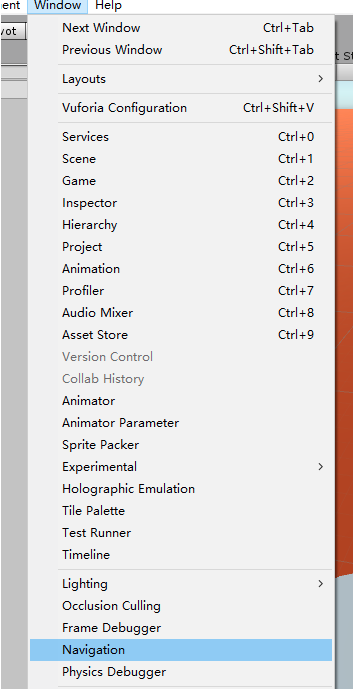 nent Window Help
vot
Next Window Ctrl+Tab
Previous Window Ctrl+Shift+Tab
Layouts
t St
Vuforia Configuration Ctrl+Shift+V
Services Ctrl+0
Scene Ctrl+1
Game Ctrl+2
Inspector Ctrl+3
Hierarchy Ctrl+4
Project Ctrl+5
Animation Ctrl+6
Profiler Ctrl+7
Audio Mixer Ctrl+8
Asset Store Ctrl+9
Version Control
Collab History
Animator
Animator Parameter
Sprite Packer
Experimental
Holographic Emulation
Tile Palette
Test Runner
Timeline
Lighting
Occlusion Culling
Frame Debugger
Navigation
Physics Debugger